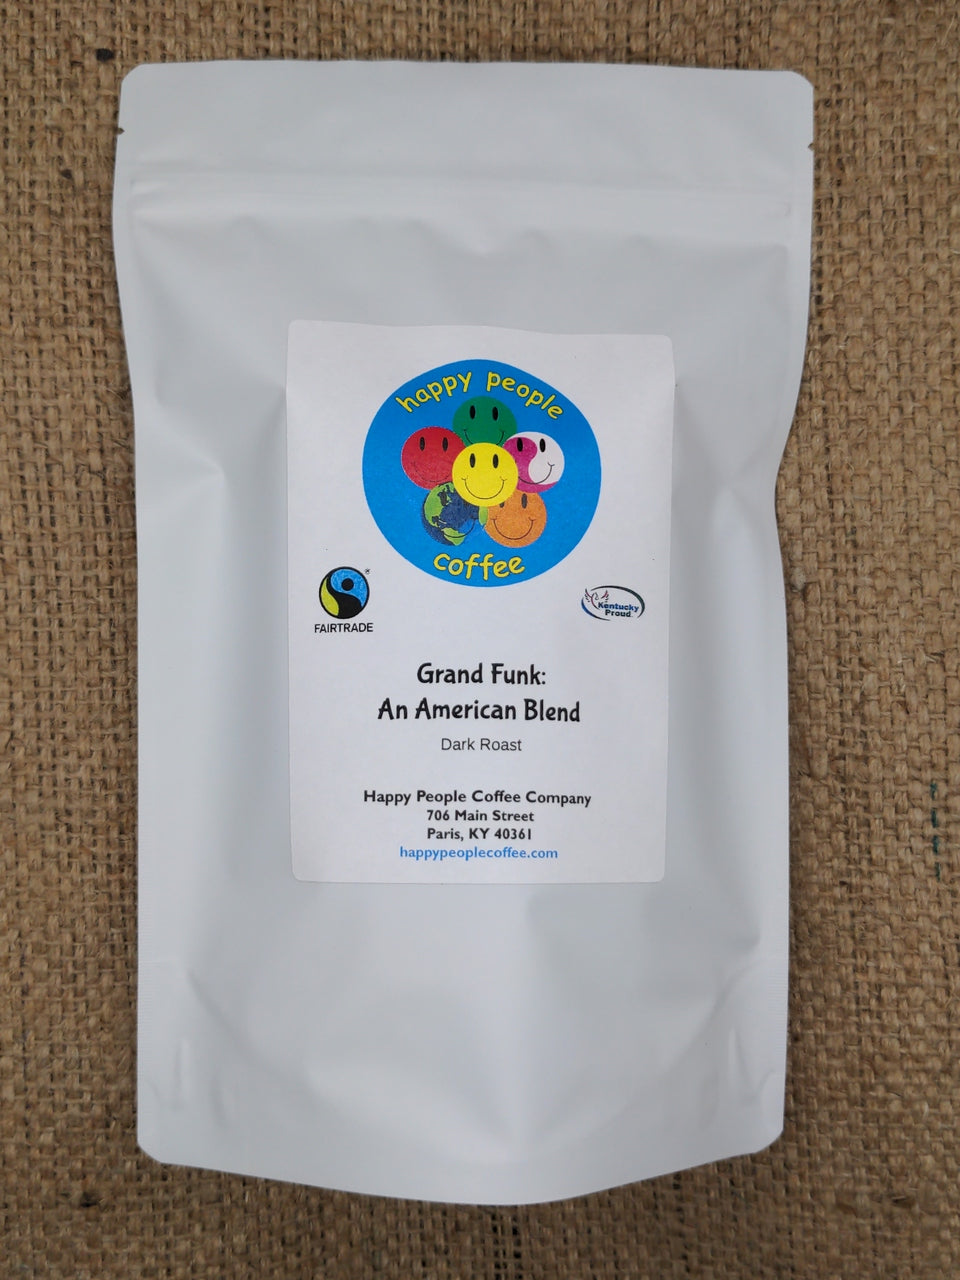 happy people
coffee
®
FAIRTRADE
Kentucky
Proud
Grand Funk:
An American Blend
Dark Roast
Happy People Coffee Company
706 Main Street
Paris, KY 40361
happypeoplecoffee.com